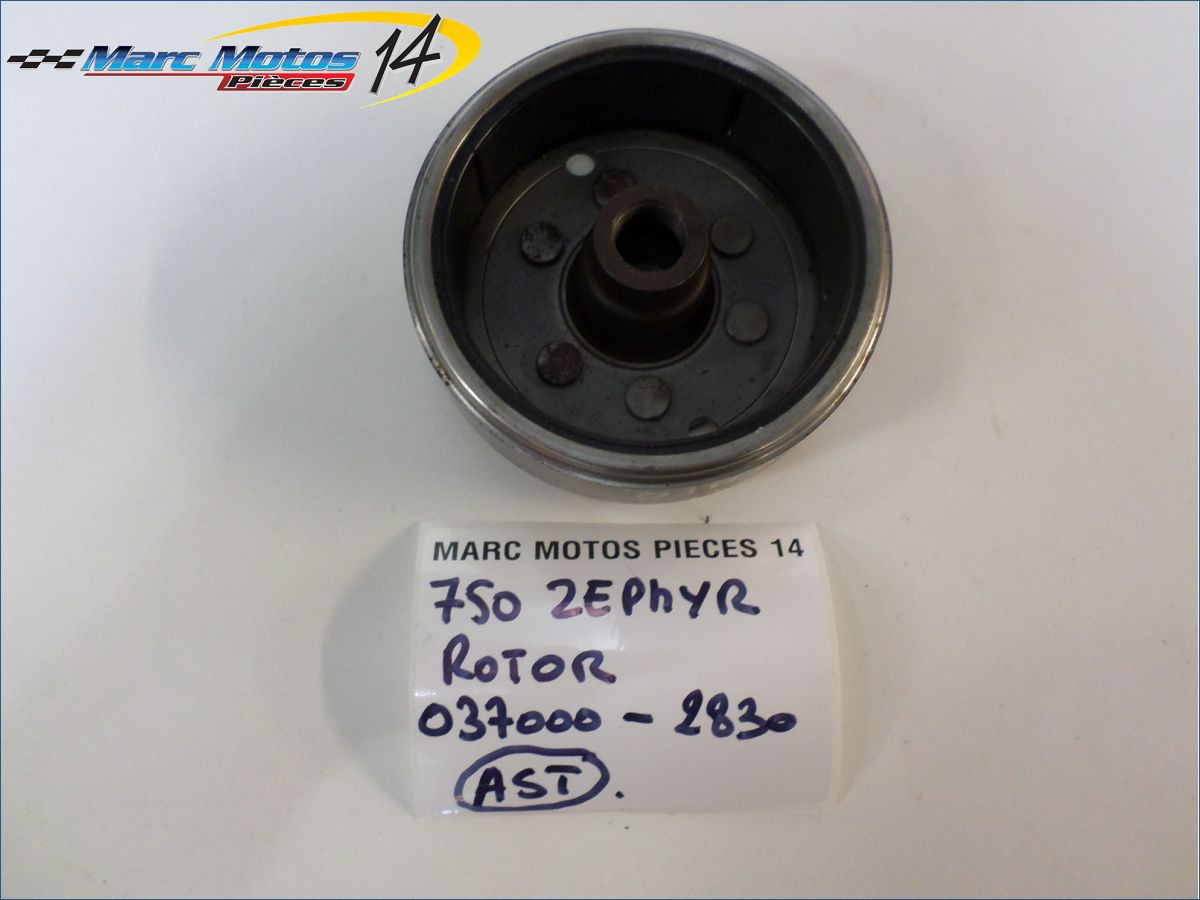 Marc Motos 14
Pièces
MARC MOTOS PIECES 14
750 ZEPhYR
ROTOR
037000 - 2830
AST.